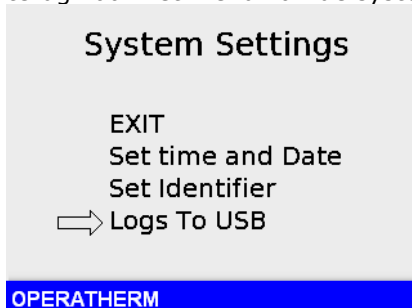 System Settings
EXIT
Set time and Date
Set Identifier
Logs To USB
OPERATHERM